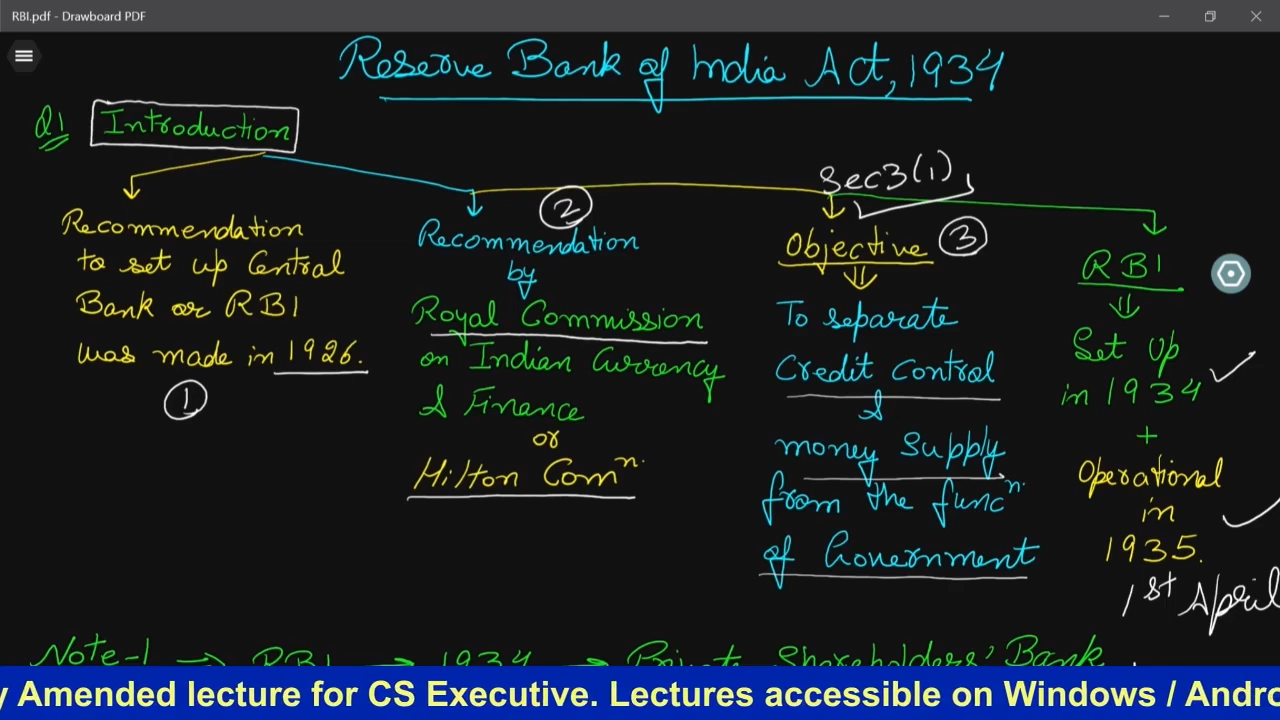 RBI.pdf - Drawboard PDF
Reserve Bank of India Act, 1934
Q1 Introduction
Recommendation
to set up Central
Bank or RBI
was made in 1926.
1
2
Recommendation
by
Royal Commission
on Indian Currency
& Finance
or
Hilton Comⁿ.
Sec3(1)
Objective 3
To separate
Credit Control
&
money Supply
from the funcⁿ.
of Government
RBI
Set Up
in 1934
+
Operational
in
1935.
1st April
Note-1 → RBI → 1934 → Private Shareholders' Bank
y Amended lecture for CS Executive. Lectures accessible on Windows / Andro